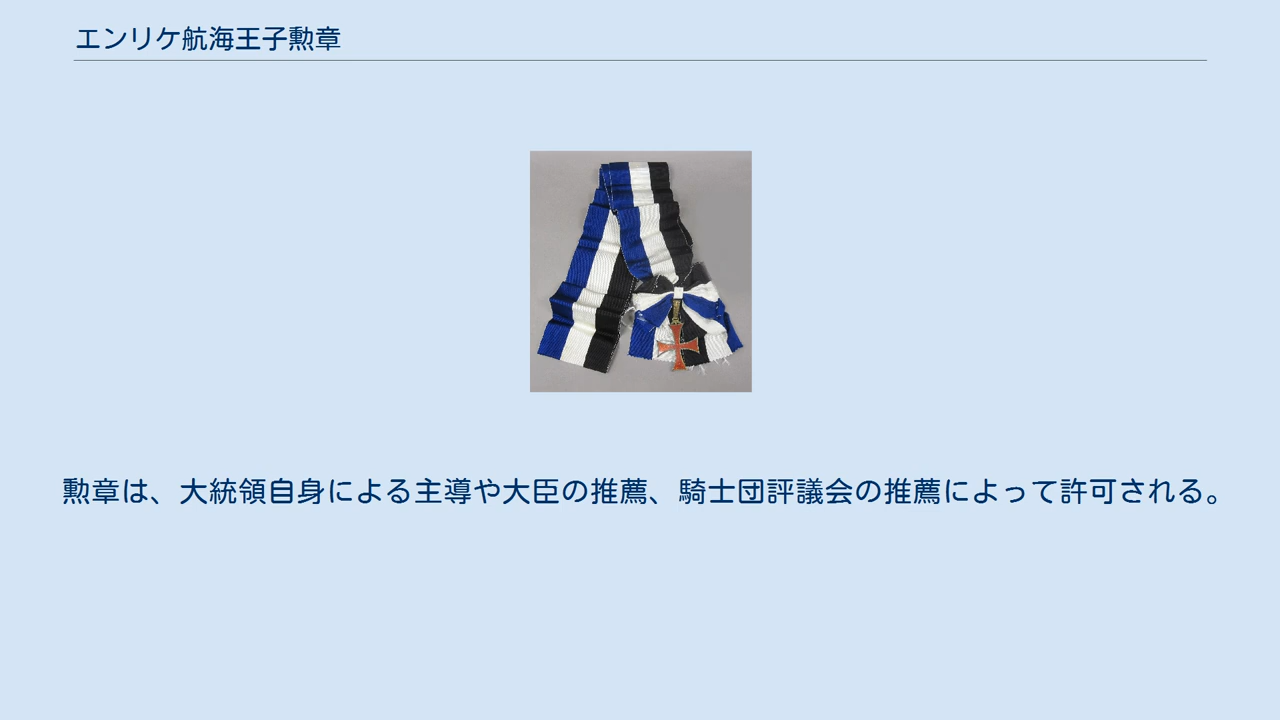 エンリケ航海王子勲章
勲章は、大統領自身による主導や大臣の推薦、騎士団評議会の推薦によって許可される。